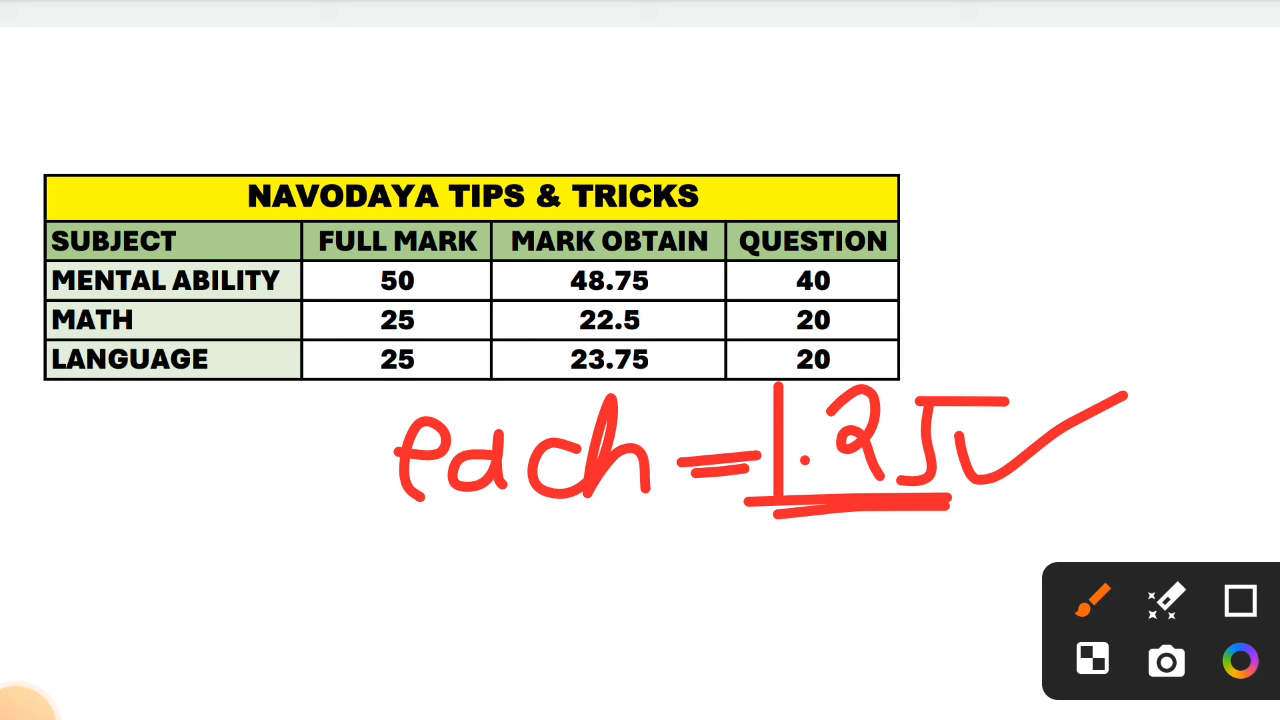 NAVODAYA TIPS & TRICKS
SUBJECT FULL MARK MARK OBTAIN QUESTION
MENTAL ABILITY 50 48.75 40
MATH 25 22.5 20
LANGUAGE 25 23.75 20
each = 1.25 ✓